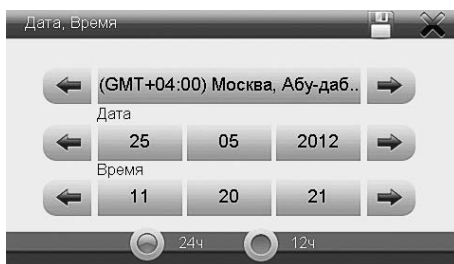 Дата, Время
(GMT+04:00) Москва, Абу-даб..
Дата
25 05 2012
Время
11 20 21
24ч 12ч